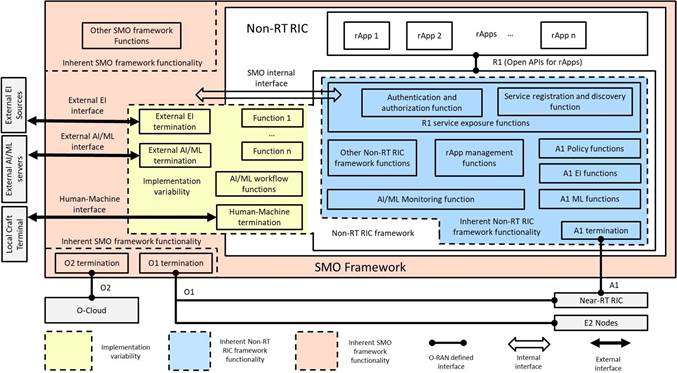 Other SMO framework
Functions
Inherent SMO framework functionality
Non-RT RIC
rApp 1
rApp 2
rApps
...
rApp n
R1 (Open APIs for rApps)
SMO internal
interface
External EI
Sources
External EI
interface
External AI/ML
servers
External AI/ML
interface
Local Craft
Terminal
Human-Machine
interface
External EI
termination
Function 1
...
External AI/ML
termination
Function n
Implementation
variability
AI/ML workflow
functions
Human-Machine
termination
Authentication and
authorization function
Service registration and discovery
function
R1 service exposure functions
Other Non-RT RIC
framework functions
rApp management
functions
A1 Policy functions
A1 EI functions
AI/ML Monitoring function
A1 ML functions
Non-RT RIC framework
Inherent Non-RT RIC
framework functionality
A1 termination
Inherent SMO framework functionality
O2 termination
O1 termination
SMO Framework
O2
O1
A1
O-Cloud
Near-RT RIC
E2 Nodes
Implementation
variability
Inherent Non-RT
RIC framework
functionality
Inherent SMO
framework
functionality
O-RAN defined
interface
Internal
interface
External
interface